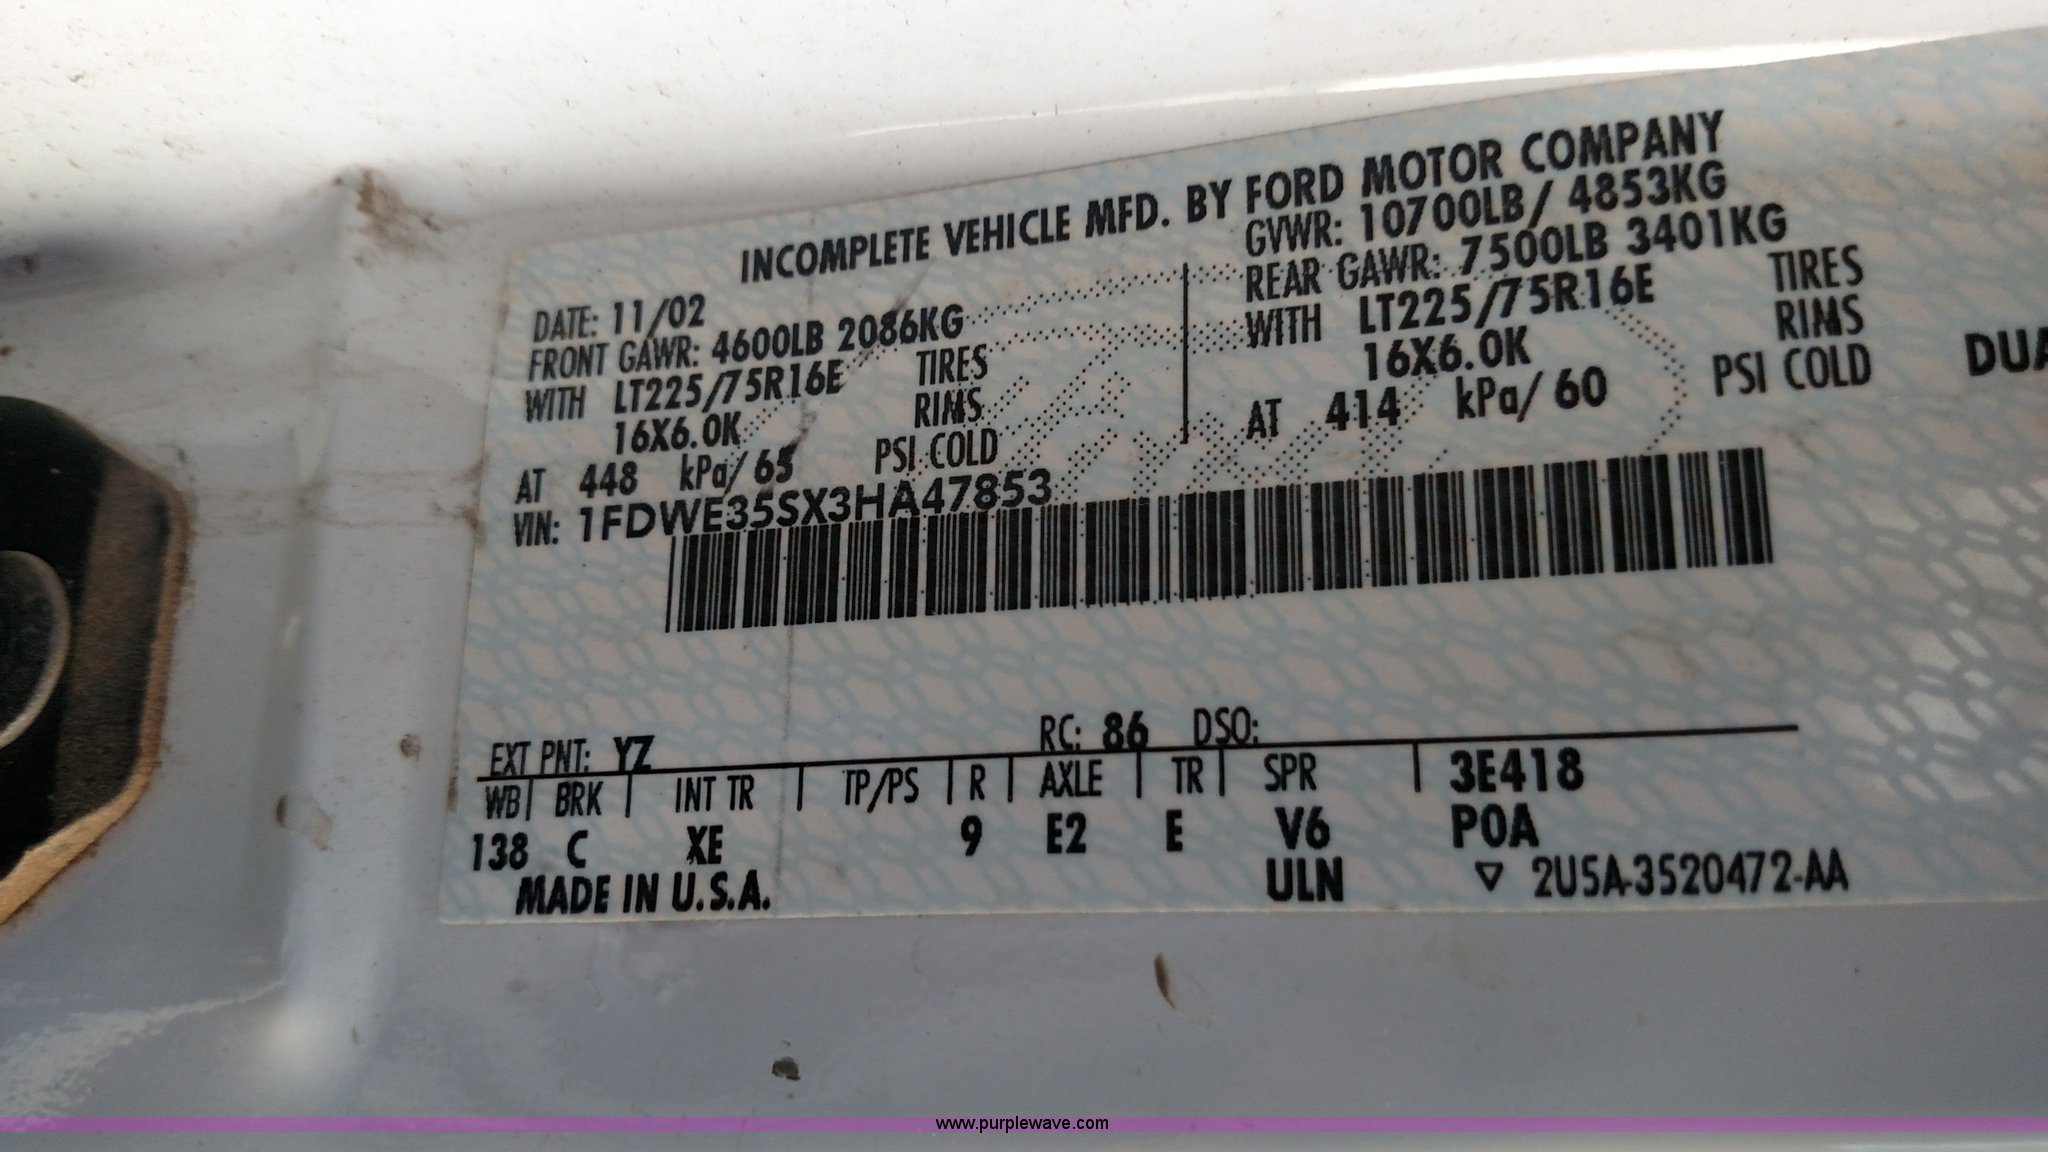 INCOMPLETE VEHICLE MFD. BY FORD MOTOR COMPANY
DATE: 11/02
GVWR: 10700LB/ 4853KG
FRONT GAWR: 4600LB 2086KG
REAR GAWR: 7500LB 3401KG
WITH LT225/75R16E TIRES
WITH LT225/75R16E TIRES
16X6.0K RIMS
16X6.0K RIMS
AT 448 kPa/ 65 PSI COLD
AT 414 kPa/ 60 PSI COLD
DUA
VIN: 1FDWE35SX3HA47853
EXT PNT: YZ RC: 86 DSO:
WB BRK INT TR TP/PS R AXLE TR SPR 3E418
138 C XE 9 E2 E V6 P0A
MADE IN U.S.A. ULN ▽ 2U5A-3520472-AA
www.purplewave.com